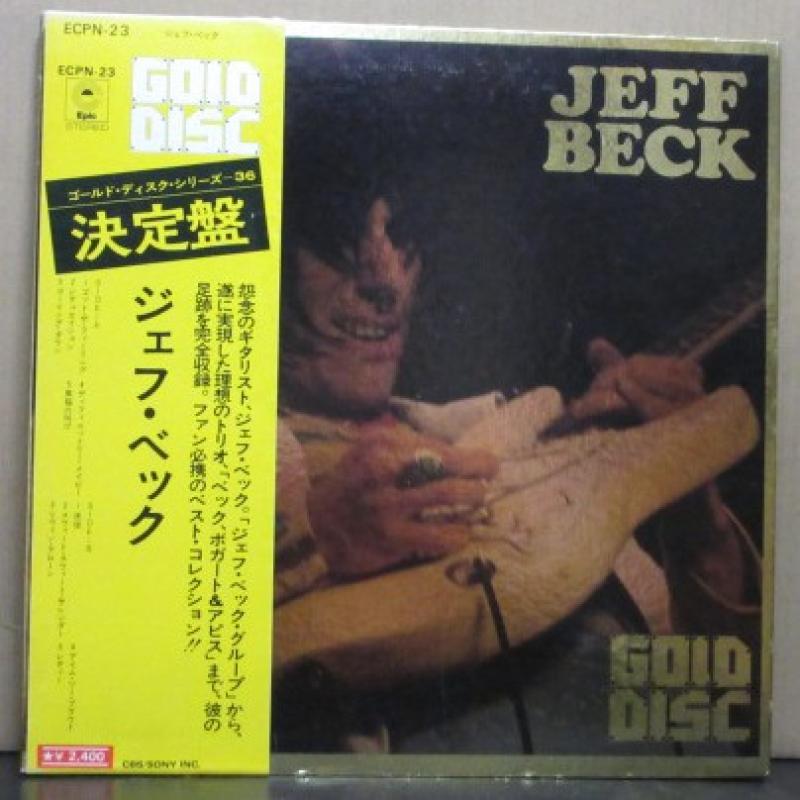 ECPN-23
ジェフ・ベック
ECPN-23
Epic
STEREO
GOLD
DISC
ゴールド・ディスク・シリーズ-36
決定盤
ジェフ・ベック
怨念のギタリスト、ジェフ・ベック。「ジェフ・ベック・グループ」から、
遂に実現した理想のトリオ、「ベック、ボガート&アピス」まで、彼の
足跡を完全収録。ファン必携のベスト・コレクション!!
SIDE-A
SIDE-B
★¥2,400
CBS/SONY INC.
JEFF
BECK
GOLD
DISC